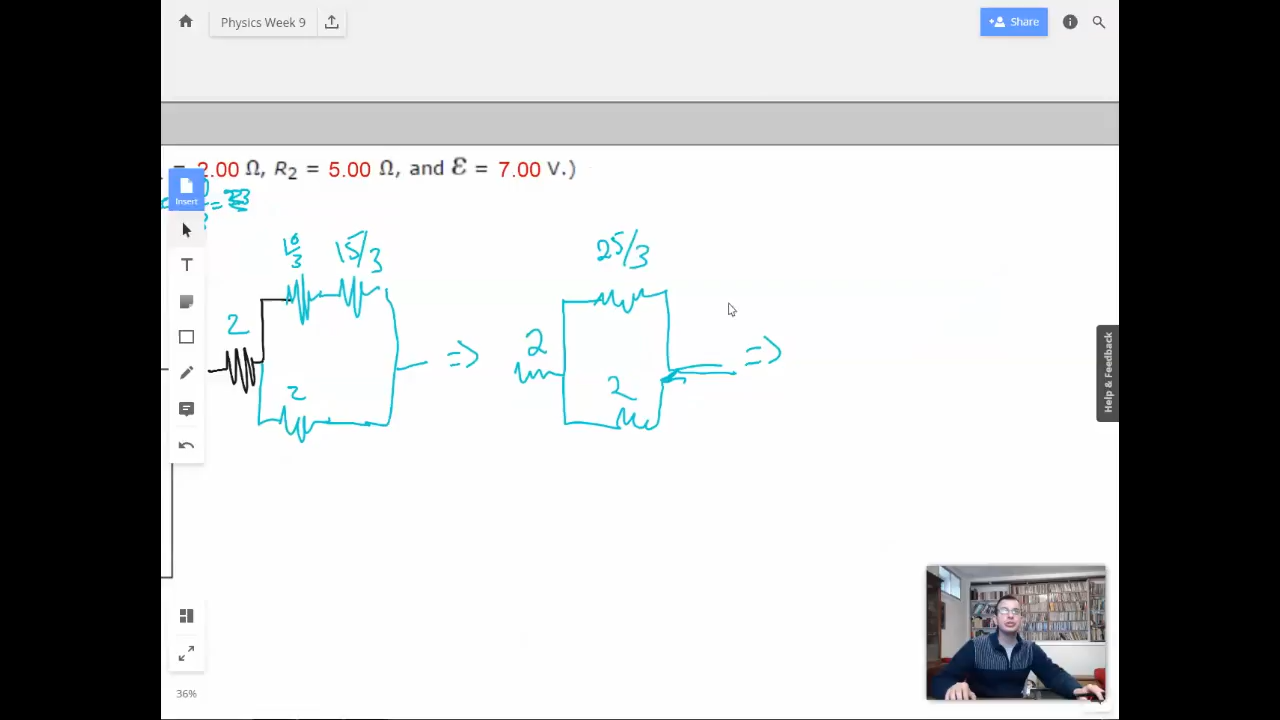 Physics Week 9
Share
= 2.00 Ω, R2 = 5.00 Ω, and ℰ = 7.00 V.)
Insert
T
10/3 15/3
2
2
=>
25/3
2
2
=>
Help & Feedback
36%